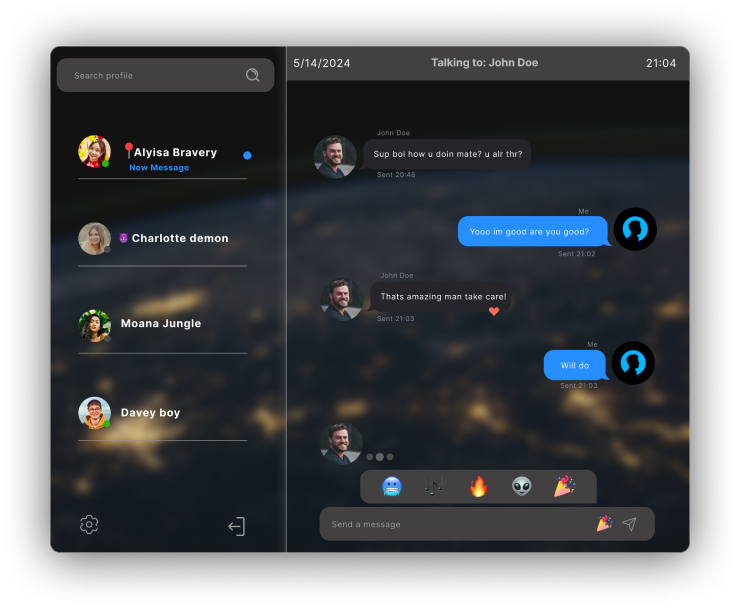 Search profile
📍Alyisa Bravery
New Message
😈 Charlotte demon
Moana Jungle
Davey boy
5/14/2024
Talking to: John Doe
21:04
John Doe
Sup boi how u doin mate? u alr thr?
Sent 20:46
Me
Yooo im good are you good?
Sent 21:02
John Doe
Thats amazing man take care!
Sent 21:03
Me
Will do
Sent 21:03
Send a message